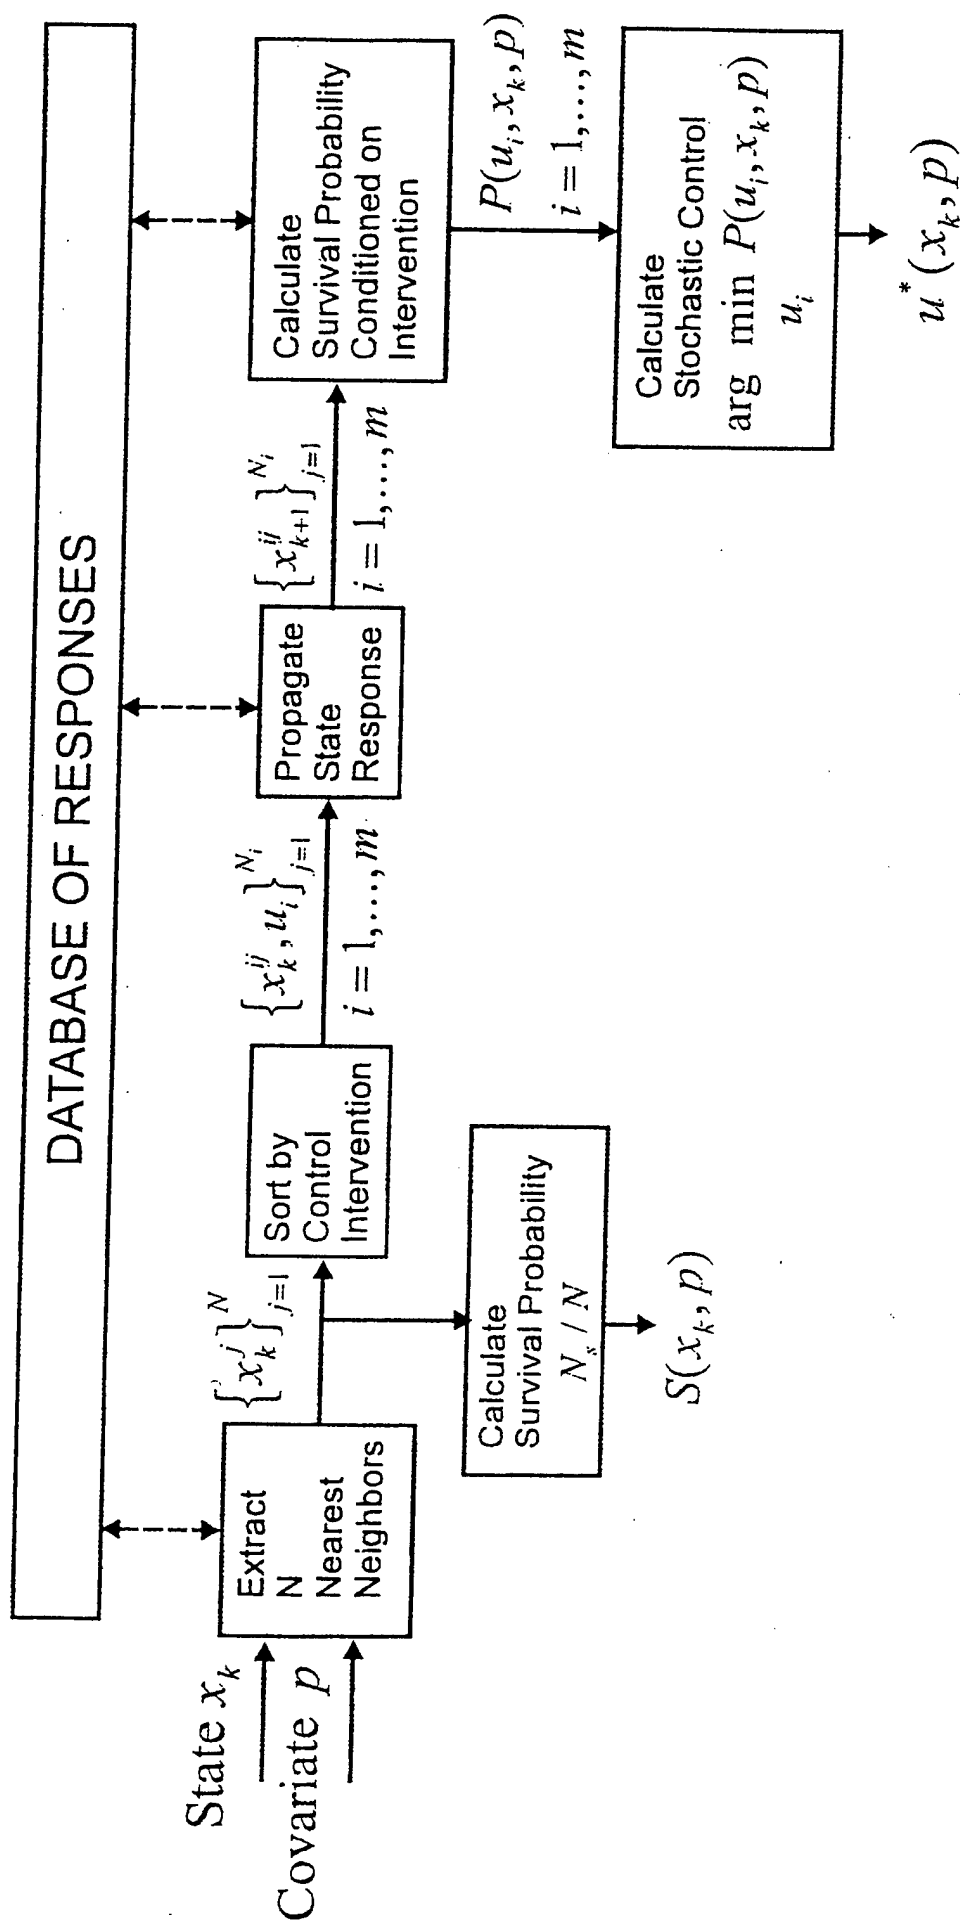 DATABASE OF RESPONSES
State x_k
Covariate p
Extract
N
Nearest
Neighbors
{x_k^j}_{j=1}^N
Sort by
Control
Intervention
{x_k^{ij}, u_i}_{j=1}^{N_i}
i = 1,...,m
Propagate
State
Response
{x_{k+1}^{ij}}_{j=1}^{N_i}
i = 1,...,m
Calculate
Survival Probability
Conditioned on
Intervention
P(u_i, x_k, p)
i = 1,...,m
Calculate
Survival Probability
N_s / N
S(x_k, p)
Calculate
Stochastic Control
arg min P(u_i, x_k, p)
u_i
u^*(x_k, p)